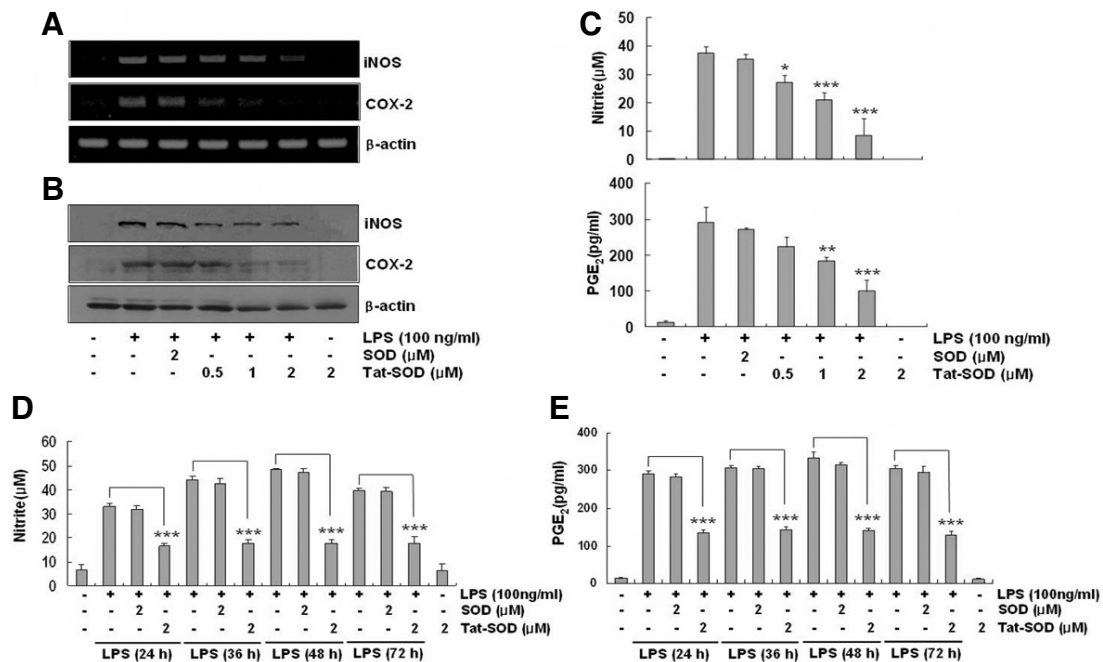 A
iNOS
COX-2
β-actin
B
iNOS
COX-2
β-actin
- + + + + + - LPS (100 ng/ml)
- - 2 - - - - SOD (μM)
- - - 0.5 1 2 2 Tat-SOD (μM)
C
50
40
30
20
10
0
Nitrite(μM)
* *** ***
400
300
200
100
0
PGE2(pg/ml)
** ***
- + + + + + - LPS (100 ng/ml)
- - 2 - - - - SOD (μM)
- - - 0.5 1 2 2 Tat-SOD (μM)
D
60
50
40
30
20
10
0
Nitrite(μM)
*** *** *** ***
- + + + + + + + + + + + + - LPS (100ng/ml)
- - 2 - - 2 - - 2 - - 2 - - SOD (μM)
- - - 2 - - 2 - - 2 - - 2 2 Tat-SOD (μM)
LPS (24 h) LPS (36 h) LPS (48 h) LPS (72 h)
E
400
300
200
100
0
PGE2(pg/ml)
*** *** *** ***
- + + + + + + + + + + + + - LPS (100ng/ml)
- - 2 - - 2 - - 2 - - 2 - - SOD (μM)
- - - 2 - - 2 - - 2 - - 2 2 Tat-SOD (μM)
LPS (24 h) LPS (36 h) LPS (48 h) LPS (72 h)